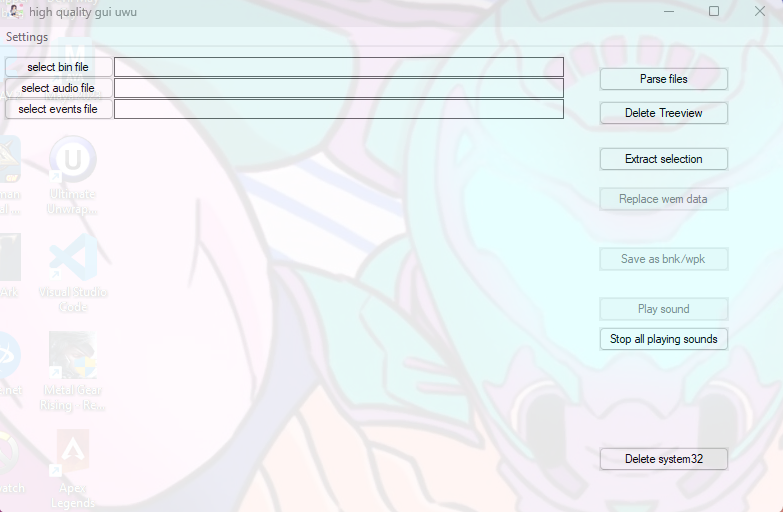 high quality gui uwu
Settings
select bin file
select audio file
select events file
Parse files
Delete Treeview
Extract selection
Replace wem data
Save as bnk/wpk
Play sound
Stop all playing sounds
Delete system32
Ultimate
Unwrap...
Visual Studio
Code
Metal Gear
Rising - Re...
Apex
Legends